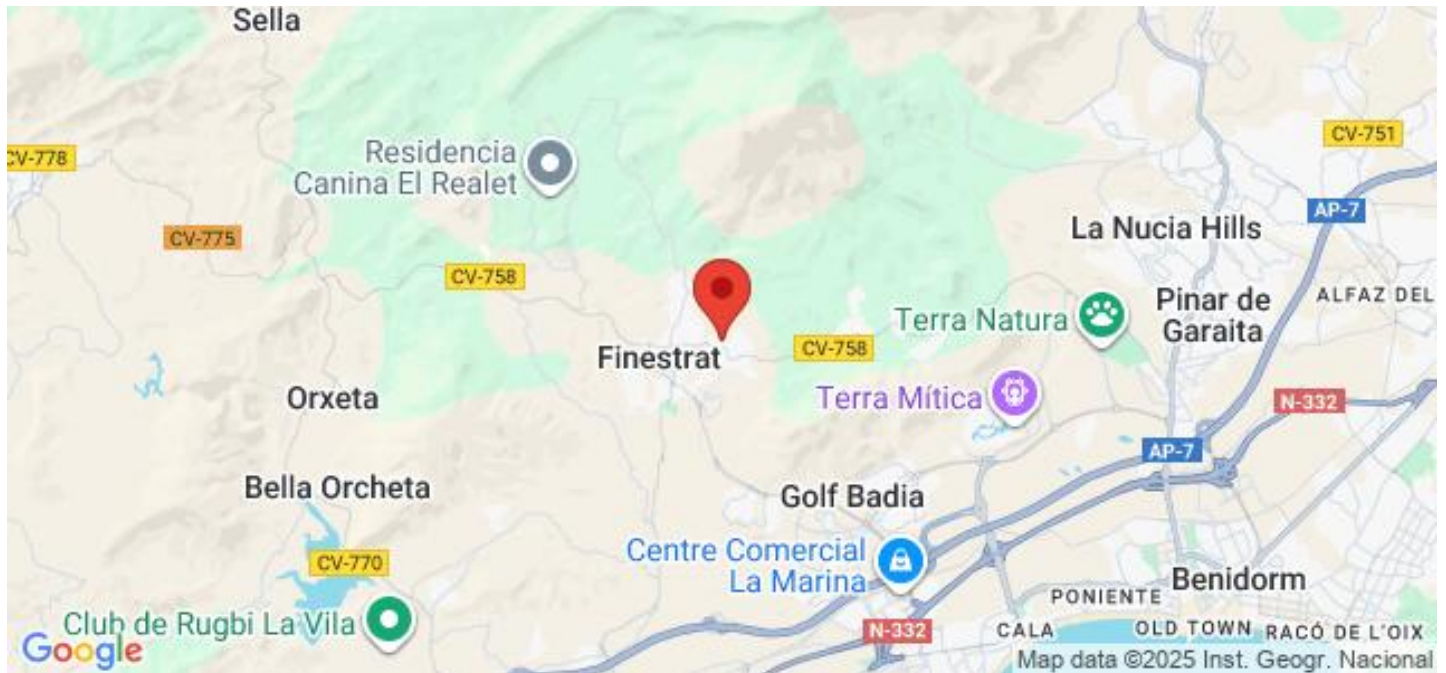 Sella
Residencia
Canina El Realet
CV-751
CV-778
AP-7
La Nucia Hills
CV-775
CV-758
Pinar de
Garaita
ALFAZ DEL
Terra Natura
CV-758
Finestrat
Orxeta
Terra Mítica
N-332
AP-7
Bella Orcheta
Golf Badia
Centre Comercial
La Marina
CV-770
Benidorm
PONIENTE
Club de Rugbi La Vila
N-332
CALA
OLD TOWN
RACÓ DE L'OIX
Google
Map data ©2025 Inst. Geogr. Nacional